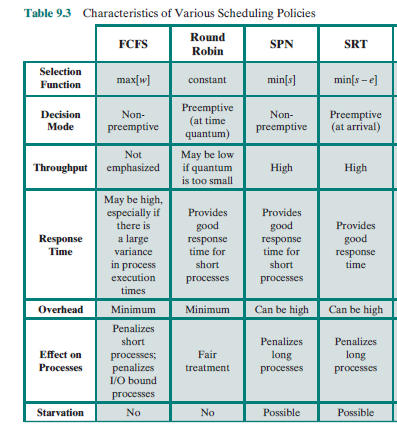 Table 9.3 Characteristics of Various Scheduling Policies
FCFS
Round
Robin
SPN
SRT
Selection
Function
max[w]
constant
min[s]
min[s – e]
Decision
Mode
Non-
preemptive
Preemptive
(at time
quantum)
Non-
preemptive
Preemptive
(at arrival)
Throughput
Not
emphasized
May be low
if quantum
is too small
High
High
Response
Time
May be high,
especially if
there is
a large
variance
in process
execution
times
Provides
good
response
time for
short
processes
Provides
good
response
time for
short
processes
Provides
good
response
time
Overhead
Minimum
Minimum
Can be high
Can be high
Effect on
Processes
Penalizes
short
processes;
penalizes
I/O bound
processes
Fair
treatment
Penalizes
long
processes
Penalizes
long
processes
Starvation
No
No
Possible
Possible